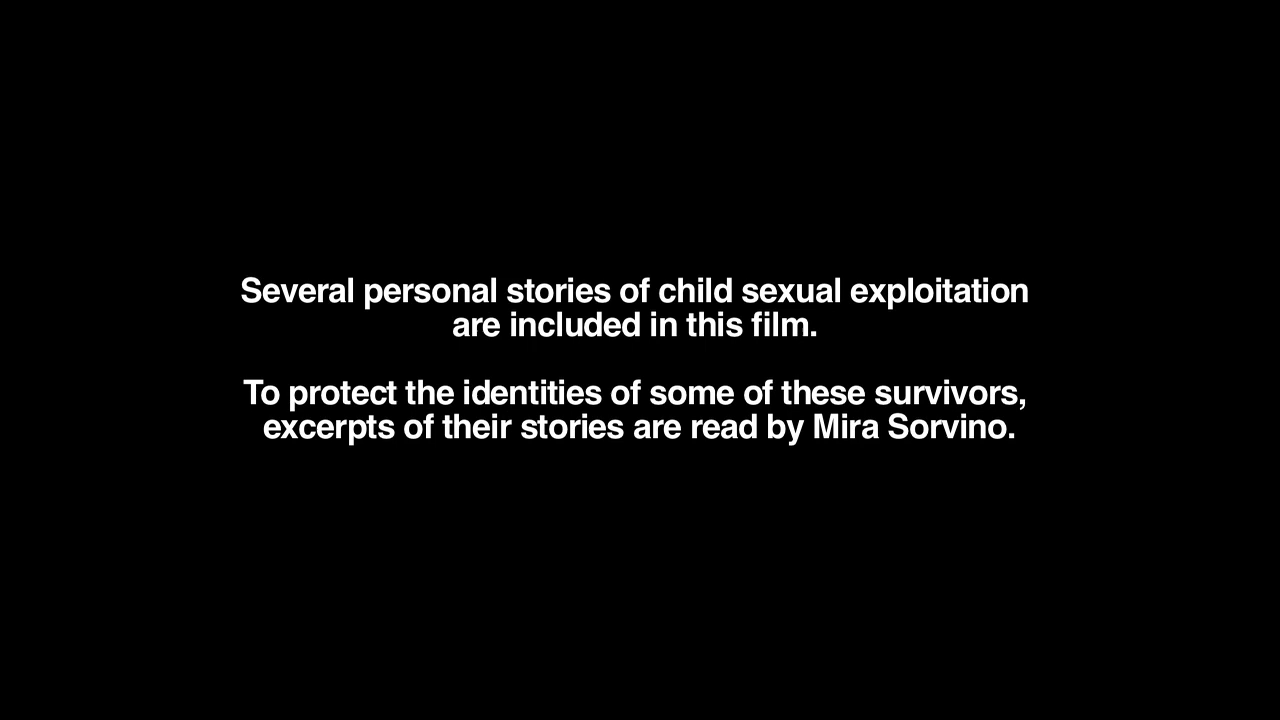 Several personal stories of child sexual exploitation
are included in this film.
To protect the identities of some of these survivors,
excerpts of their stories are read by Mira Sorvino.